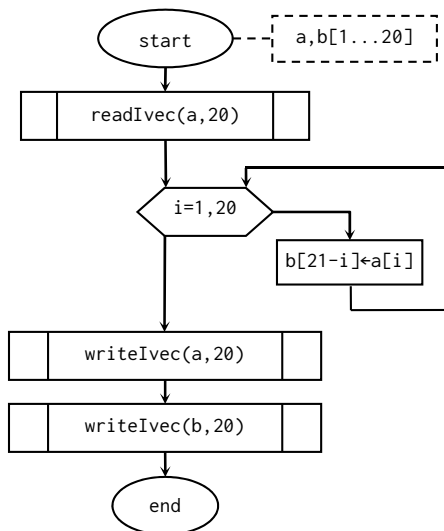 start
a,b[1...20]
readIvec(a,20)
i=1,20
b[21-i]←a[i]
writeIvec(a,20)
writeIvec(b,20)
end